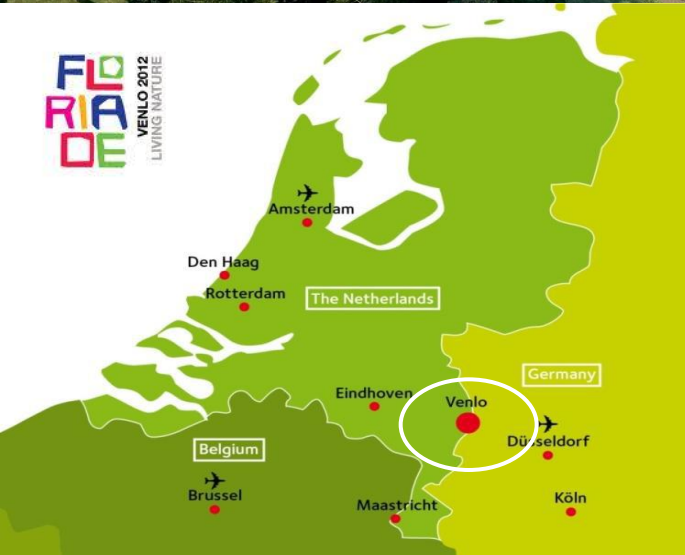 FLO
RIA
DE
VENLO 2012
LIVING NATURE
Amsterdam
Den Haag
Rotterdam
The Netherlands
Germany
Eindhoven
Venlo
Düsseldorf
Belgium
Brussel
Maastricht
Köln